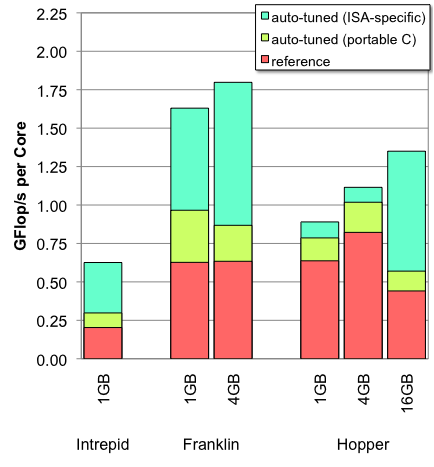 auto-tuned (ISA-specific)
auto-tuned (portable C)
reference
GFlop/s per Core
2.25
2.00
1.75
1.50
1.25
1.00
0.75
0.50
0.25
0.00
1GB
1GB
4GB
1GB
4GB
16GB
Intrepid
Franklin
Hopper